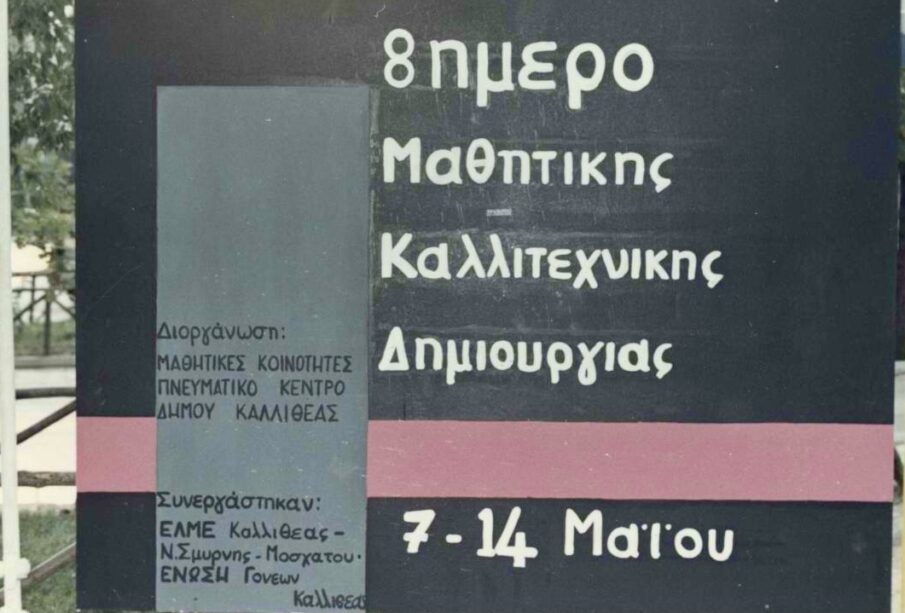 8ημερο
Μαθητικης
Καλλιτεχνικης
Δημιουργιας
7-14 Μαΐου
Διοργάνωση:
ΜΑΘΗΤΙΚΕΣ ΚΟΙΝΟΤΗΤΕΣ
ΠΝΕΥΜΑΤΙΚΟ ΚΕΝΤΡΟ
ΔΗΜΟΥ ΚΑΛΛΙΘΕΑΣ
Συνεργάστηκαν:
ΕΛΜΕ Καλλιθεας-
Ν.Σμυρνης-Μοσχατου·
ΕΝΩΣΗ Γονεων
Καλλιθεας